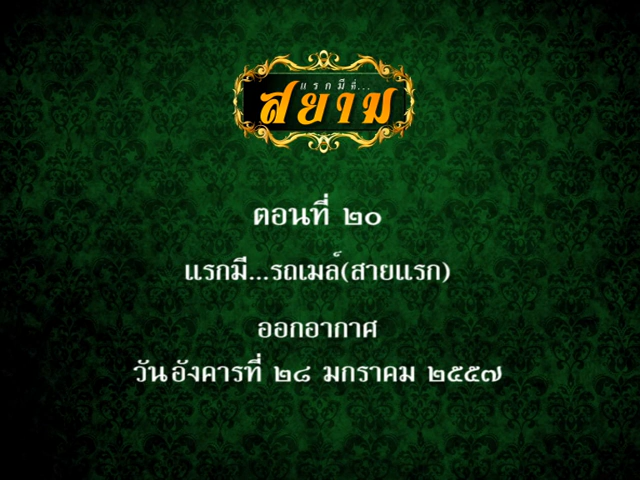 แรกมีที่...
สยาม
ตอนที่ ๒๐
แรกมี...รถเมล์(สายแรก)
ออกอากาศ
วันอังคารที่ ๒๘ มกราคม ๒๕๕๗